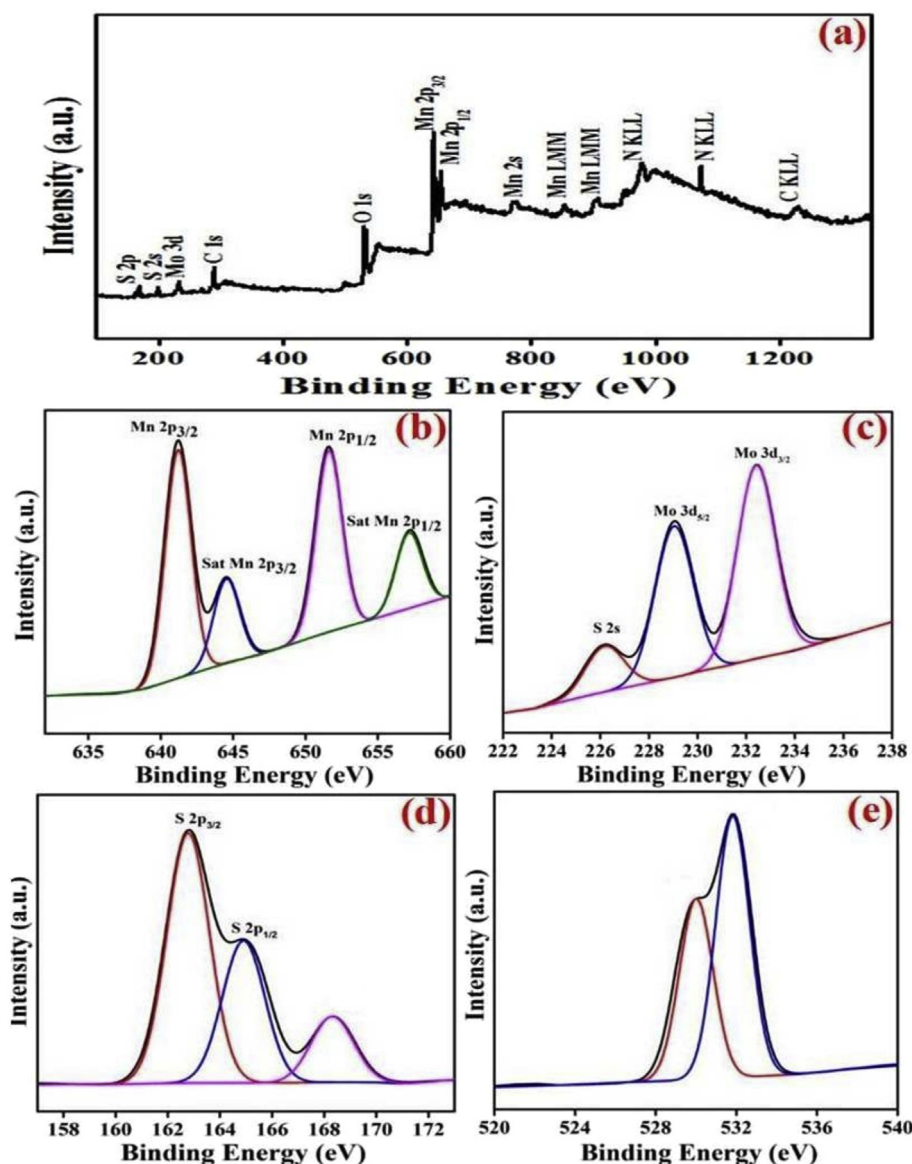 (a)
Intensity (a.u.)
S 2p
S 2s
Mo 3d
C 1s
O 1s
Mn 2p3/2
Mn 2p1/2
Mn 2s
Mn LMM
Mn LMM
N KLL
N KLL
C KLL
200 400 600 800 1000 1200
Binding Energy (eV)
(b)
Intensity (a.u.)
Mn 2p3/2
Sat Mn 2p3/2
Mn 2p1/2
Sat Mn 2p1/2
635 640 645 650 655 660
Binding Energy (eV)
(c)
Intensity (a.u.)
S 2s
Mo 3d5/2
Mo 3d3/2
222 224 226 228 230 232 234 236 238
Binding Energy (eV)
(d)
Intensity (a.u.)
S 2p3/2
S 2p1/2
158 160 162 164 166 168 170 172
Binding Energy (eV)
(e)
Intensity (a.u.)
520 524 528 532 536 540
Binding Energy (eV)